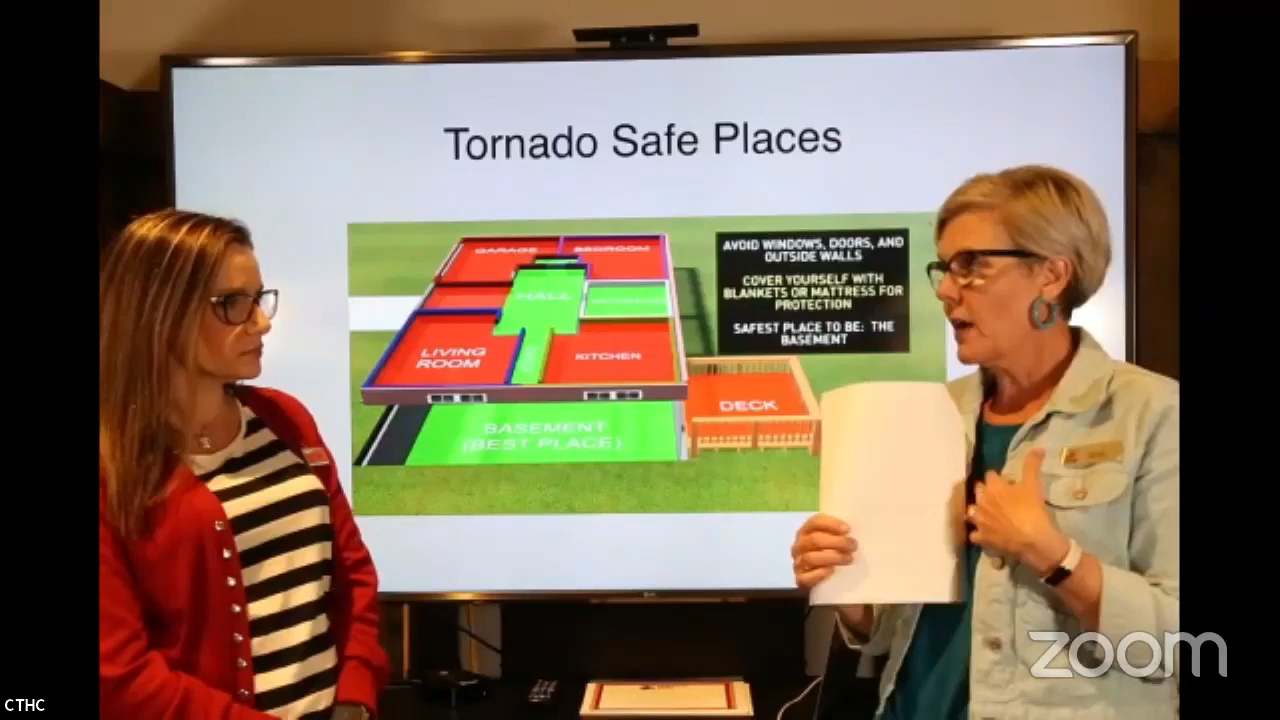 Tornado Safe Places
GARAGE
BEDROOM
HALL
LIVING
ROOM
KITCHEN
DECK
BASEMENT
(BEST PLACE)
AVOID WINDOWS, DOORS, AND
OUTSIDE WALLS
COVER YOURSELF WITH
BLANKETS OR MATTRESS FOR
PROTECTION
SAFEST PLACE TO BE: THE
BASEMENT
zoom
CTHC